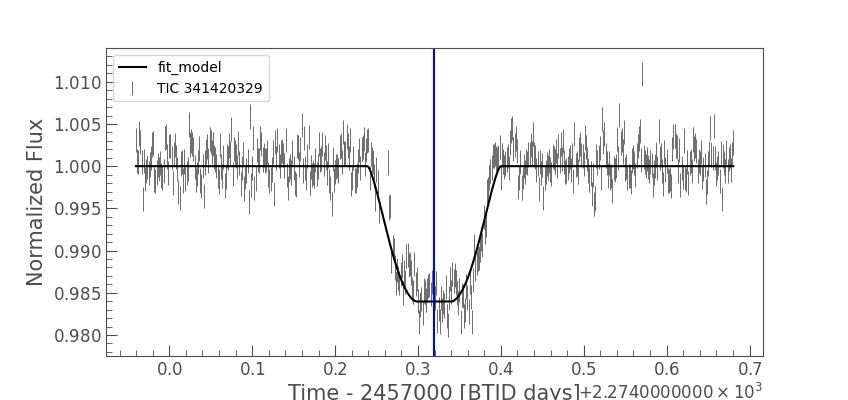 fit_model
TIC 341420329
1.010
1.005
1.000
0.995
0.990
0.985
0.980
Normalized Flux
0.0 0.1 0.2 0.3 0.4 0.5 0.6 0.7
Time - 2457000 [BTJD days]
+2.2740000000 × 10³